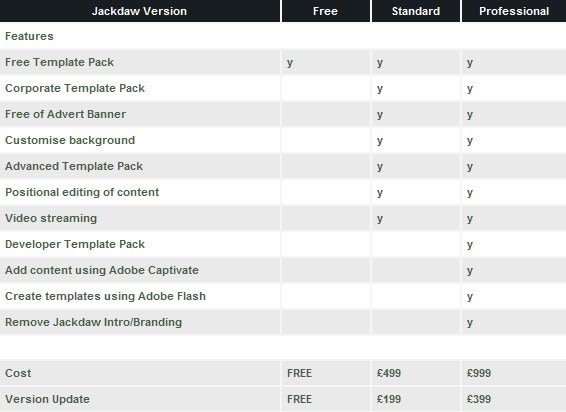 Jackdaw Version Free Standard Professional
Features
Free Template Pack y y y
Corporate Template Pack y y
Free of Advert Banner y y
Customise background y y
Advanced Template Pack y y
Positional editing of content y y
Video streaming y y
Developer Template Pack y
Add content using Adobe Captivate y
Create templates using Adobe Flash y
Remove Jackdaw Intro/Branding y
Cost FREE £499 £999
Version Update FREE £199 £399